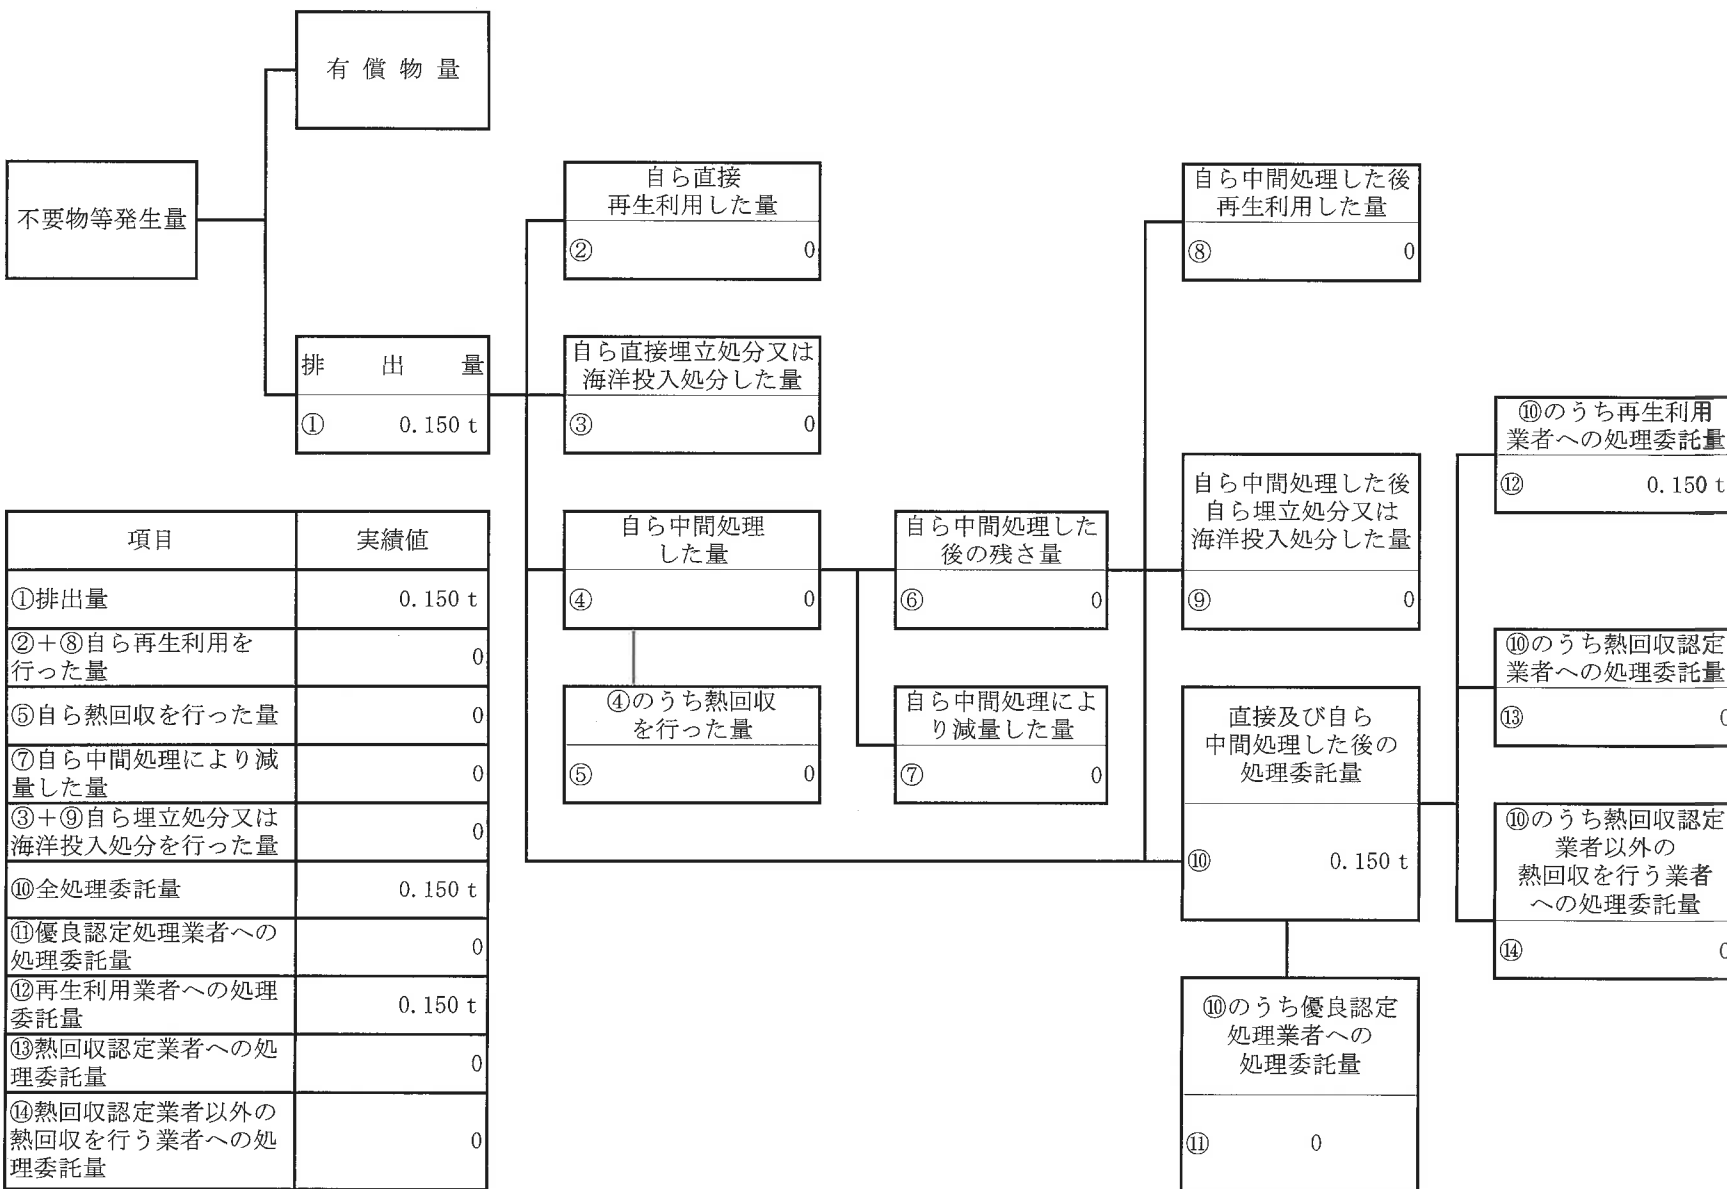 有償物量
不要物等発生量
排出量
① 0.150 t
自ら直接
再生利用した量
② 0
自ら直接埋立処分又は
海洋投入処分した量
③ 0
自ら中間処理
した量
④ 0
④のうち熱回収
を行った量
⑤ 0
自ら中間処理した
後の残さ量
⑥ 0
自ら中間処理によ
り減量した量
⑦ 0
自ら中間処理した後
再生利用した量
⑧ 0
自ら中間処理した後
自ら埋立処分又は
海洋投入処分した量
⑨ 0
直接及び自ら
中間処理した後の
処理委託量
⑩ 0.150 t
⑩のうち優良認定
処理業者への
処理委託量
⑪ 0
⑩のうち再生利用
業者への処理委託量
⑫ 0.150 t
⑩のうち熱回収認定
業者への処理委託量
⑬ 0
⑩のうち熱回収認定
業者以外の
熱回収を行う業者
への処理委託量
⑭ 0
項目 実績値
①排出量 0.150 t
②+⑧自ら再生利用を
行った量 0
⑤自ら熱回収を行った量 0
⑦自ら中間処理により減
量した量 0
③+⑨自ら埋立処分又は
海洋投入処分を行った量 0
⑩全処理委託量 0.150 t
⑪優良認定処理業者への
処理委託量 0
⑫再生利用業者への処理
委託量 0.150 t
⑬熱回収認定業者への処
理委託量 0
⑭熱回収認定業者以外の
熱回収を行う業者への処
理委託量 0